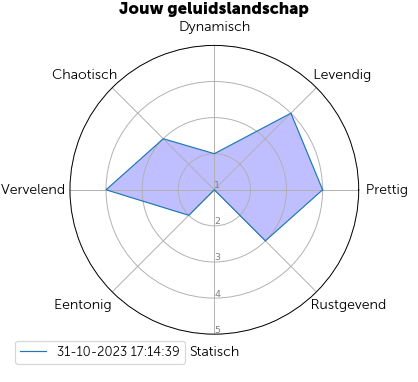 Jouw geluidslandschap
Dynamisch
Chaotisch
Levendig
Vervelend
1
Prettig
2
3
4
Eentonig
Rustgevend
5
31-10-2023 17:14:39
Statisch